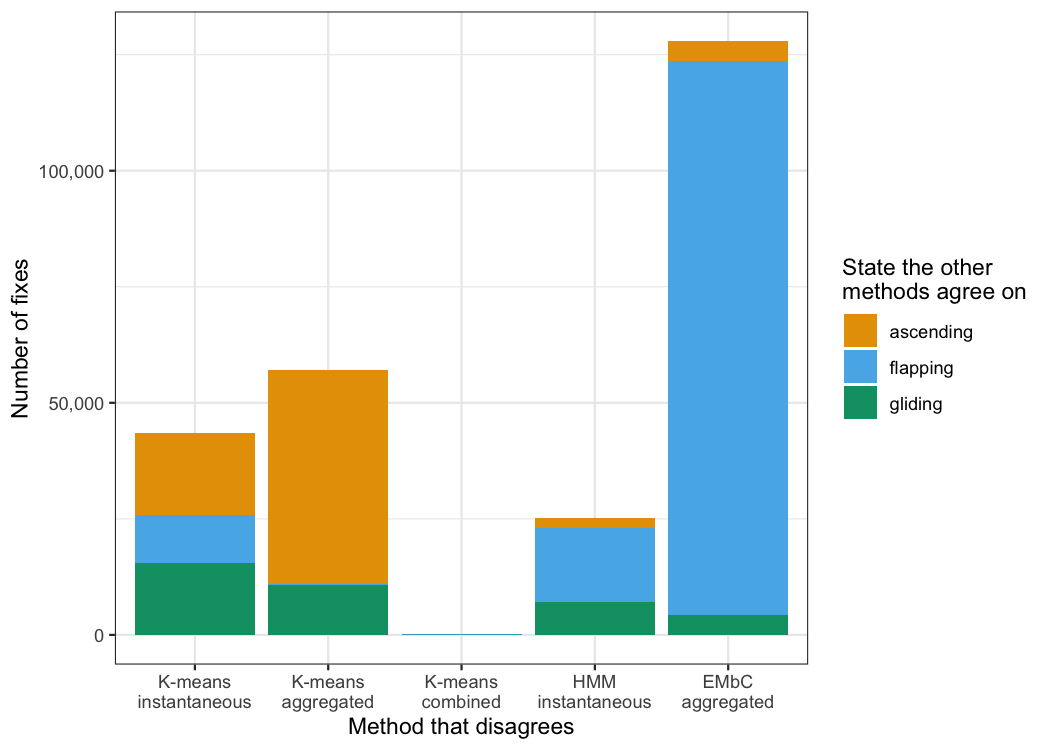 100,000
50,000
0
Number of fixes
K-means
instantaneous
K-means
aggregated
K-means
combined
HMM
instantaneous
EMbC
aggregated
Method that disagrees
State the other
methods agree on
ascending
flapping
gliding